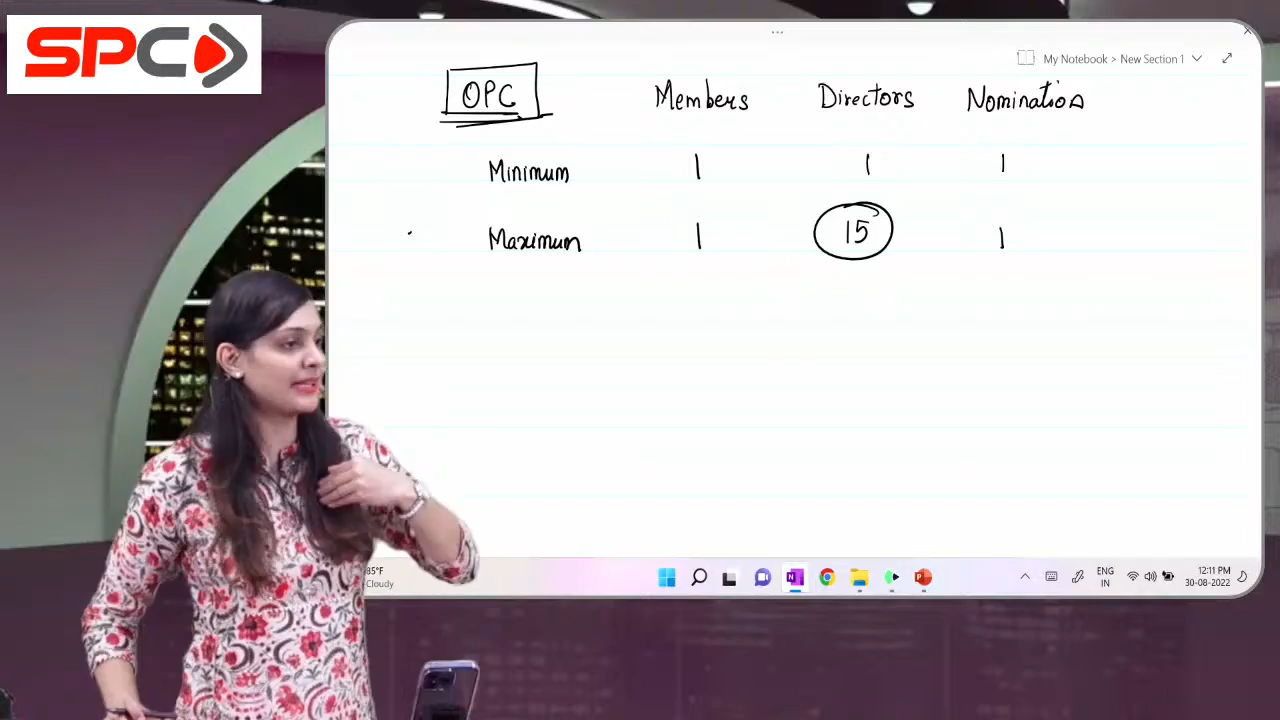 SPC
My Notebook > New Section 1
OPC Members Directors Nomination
Minimum 1 1 1
Maximum 1 15 1
85°F
Cloudy
ENG
IN
12:11 PM
30-08-2022